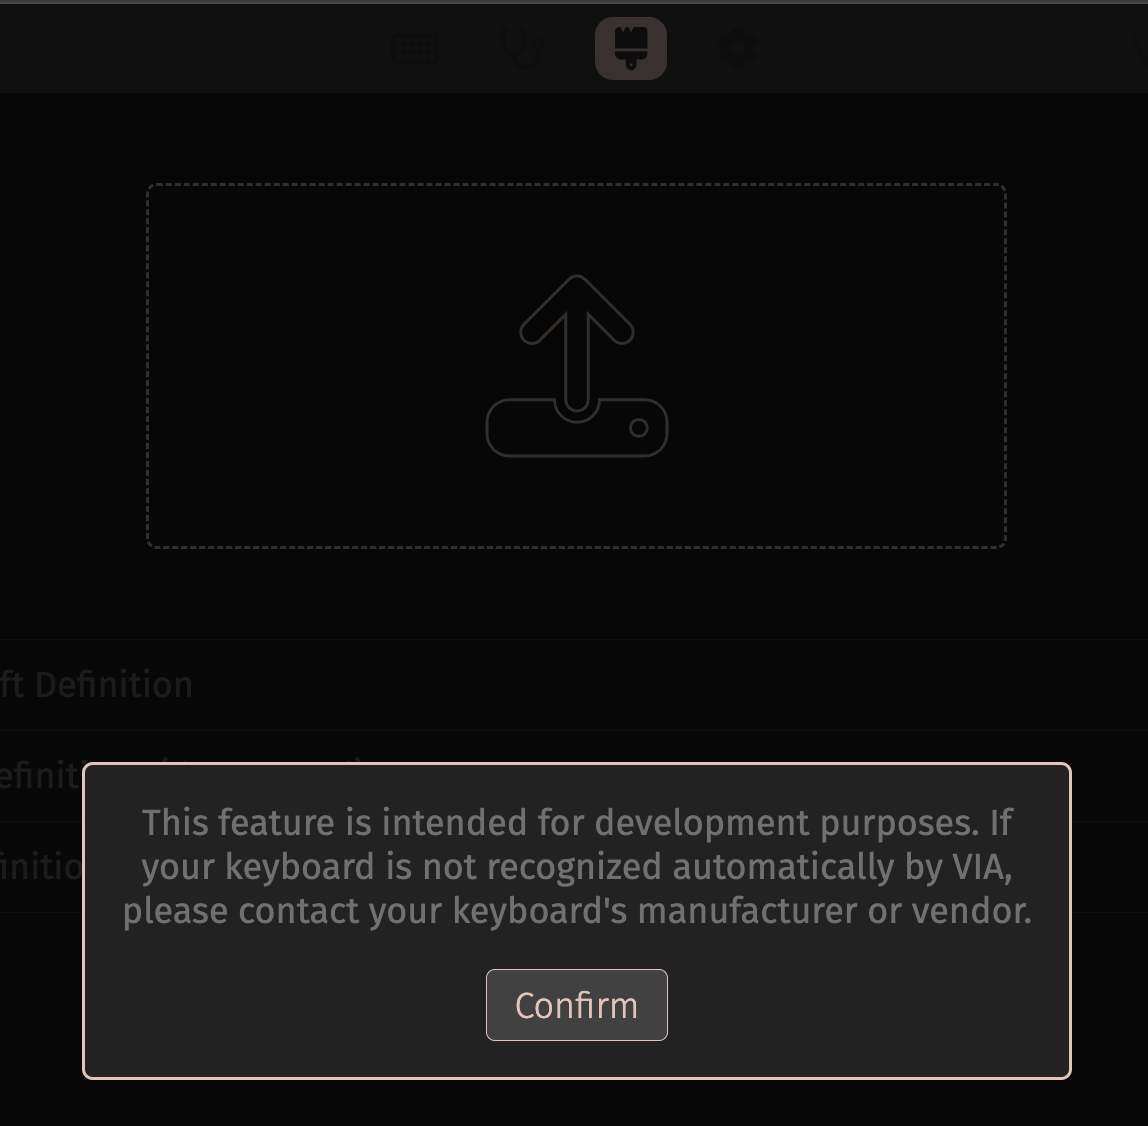 ft Definition
efinit
finitio
This feature is intended for development purposes. If
your keyboard is not recognized automatically by VIA,
please contact your keyboard's manufacturer or vendor.
Confirm